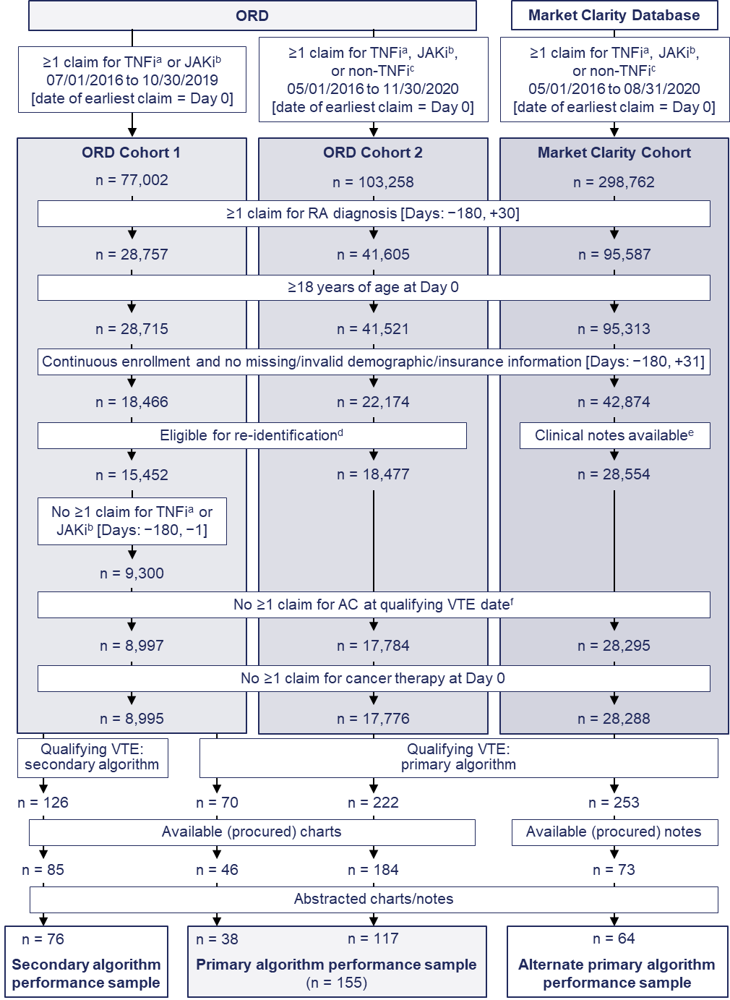 ORD
Market Clarity Database
≥1 claim for TNFiᵃ or JAKiᵇ
07/01/2016 to 10/30/2019
[date of earliest claim = Day 0]
≥1 claim for TNFiᵃ, JAKiᵇ,
or non-TNFiᶜ
05/01/2016 to 11/30/2020
[date of earliest claim = Day 0]
≥1 claim for TNFiᵃ, JAKiᵇ,
or non-TNFiᶜ
05/01/2016 to 08/31/2020
[date of earliest claim = Day 0]
ORD Cohort 1
ORD Cohort 2
Market Clarity Cohort
n = 77,002
n = 103,258
n = 298,762
≥1 claim for RA diagnosis [Days: −180, +30]
n = 28,757
n = 41,605
n = 95,587
≥18 years of age at Day 0
n = 28,715
n = 41,521
n = 95,313
Continuous enrollment and no missing/invalid demographic/insurance information [Days: −180, +31]
n = 18,466
n = 22,174
n = 42,874
Eligible for re-identificationᵈ
Clinical notes availableᵉ
n = 15,452
n = 18,477
n = 28,554
No ≥1 claim for TNFiᵃ or
JAKiᵇ [Days: −180, −1]
n = 9,300
No ≥1 claim for AC at qualifying VTE dateᶠ
n = 8,997
n = 17,784
n = 28,295
No ≥1 claim for cancer therapy at Day 0
n = 8,995
n = 17,776
n = 28,288
Qualifying VTE:
secondary algorithm
Qualifying VTE:
primary algorithm
n = 126
n = 70
n = 222
n = 253
Available (procured) charts
Available (procured) notes
n = 85
n = 46
n = 184
n = 73
Abstracted charts/notes
n = 76
n = 38
n = 117
n = 64
Secondary algorithm
performance sample
Primary algorithm performance sample
(n = 155)
Alternate primary algorithm
performance sample